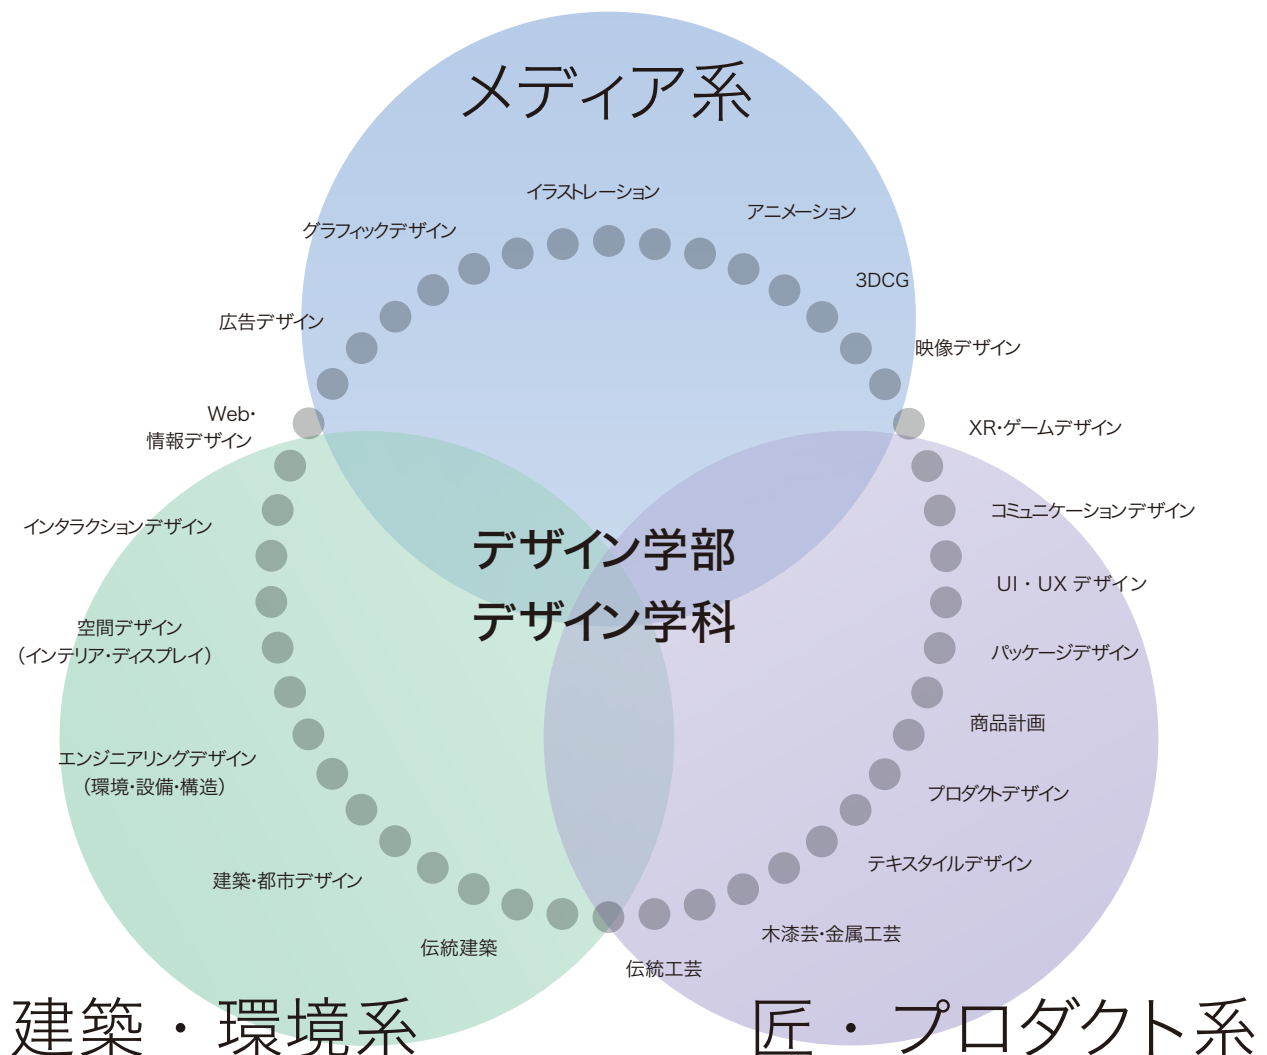 メディア系
イラストレーション
アニメーション
グラフィックデザイン
3DCG
広告デザイン
映像デザイン
Web・
情報デザイン
XR・ゲームデザイン
コミュニケーションデザイン
インタラクションデザイン
デザイン学部
デザイン学科
UI・UX デザイン
空間デザイン
（インテリア・ディスプレイ）
パッケージデザイン
商品計画
エンジニアリングデザイン
（環境・設備・構造）
プロダクトデザイン
テキスタイルデザイン
建築・都市デザイン
木漆芸・金属工芸
伝統建築
伝統工芸
建築・環境系
匠・プロダクト系